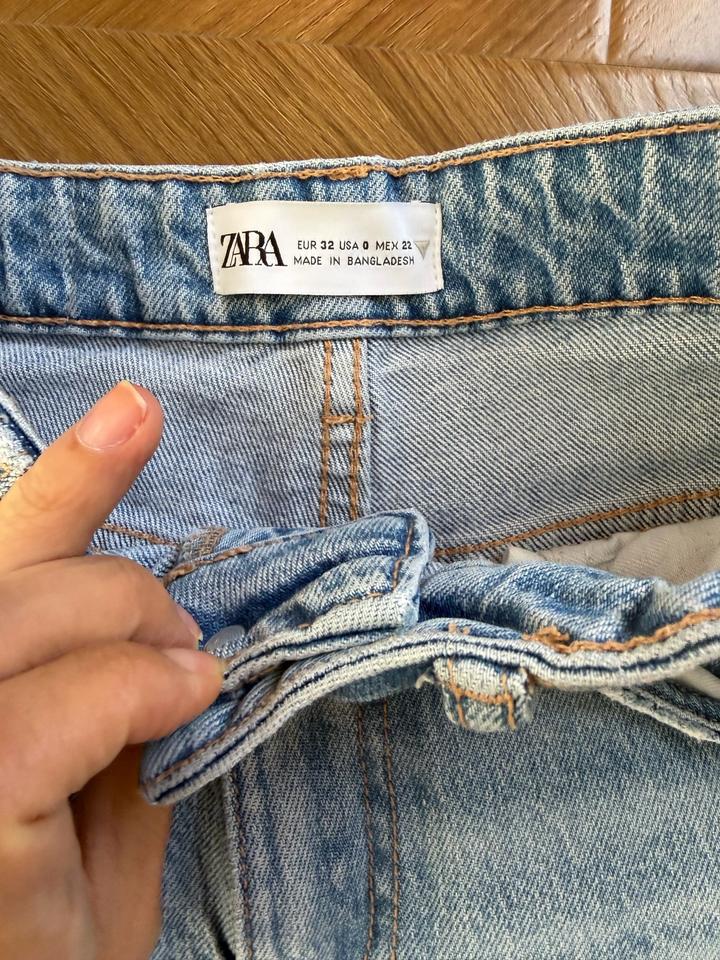 ZARA
EUR 32 USA 0 MEX 22
MADE IN BANGLADESH